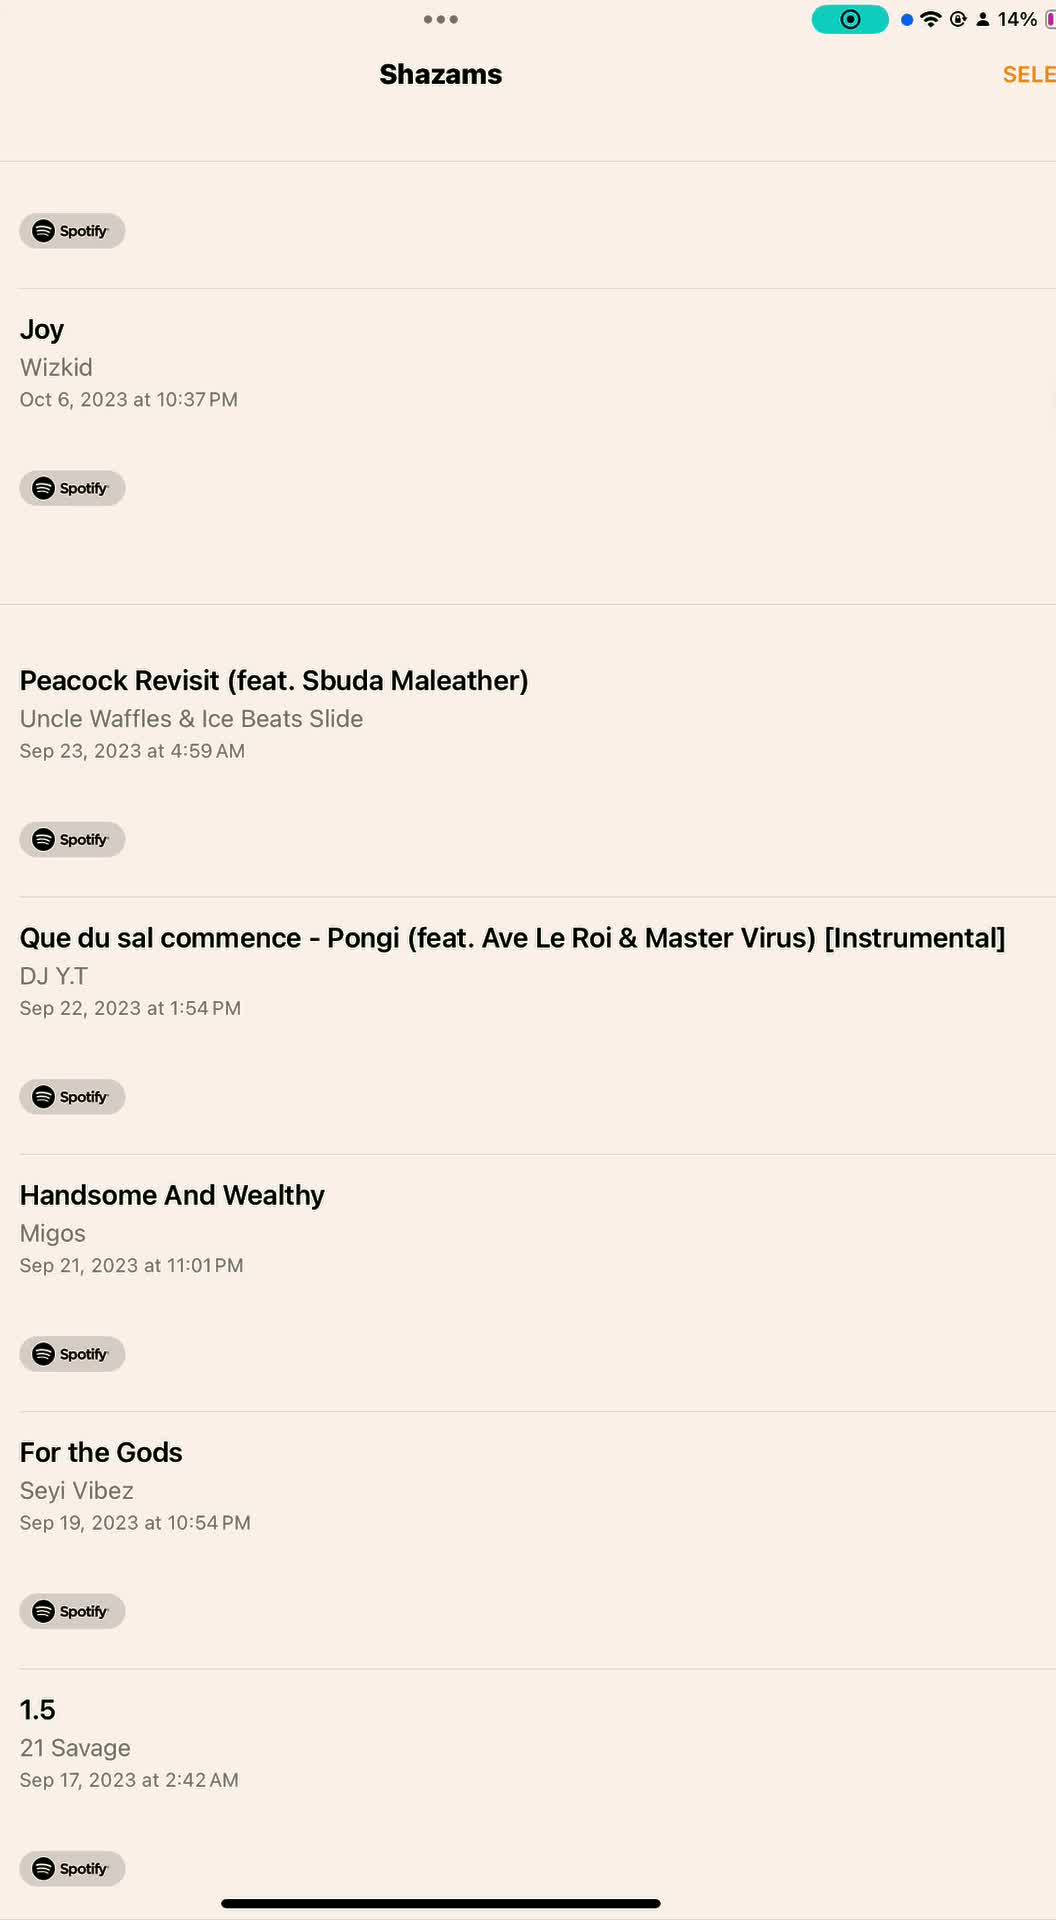 14%
Shazams
SELE
Spotify
Joy
Wizkid
Oct 6, 2023 at 10:37 PM
Spotify
Peacock Revisit (feat. Sbuda Maleather)
Uncle Waffles & Ice Beats Slide
Sep 23, 2023 at 4:59 AM
Spotify
Que du sal commence - Pongi (feat. Ave Le Roi & Master Virus) [Instrumental]
DJ Y.T
Sep 22, 2023 at 1:54 PM
Spotify
Handsome And Wealthy
Migos
Sep 21, 2023 at 11:01 PM
Spotify
For the Gods
Seyi Vibez
Sep 19, 2023 at 10:54 PM
Spotify
1.5
21 Savage
Sep 17, 2023 at 2:42 AM
Spotify